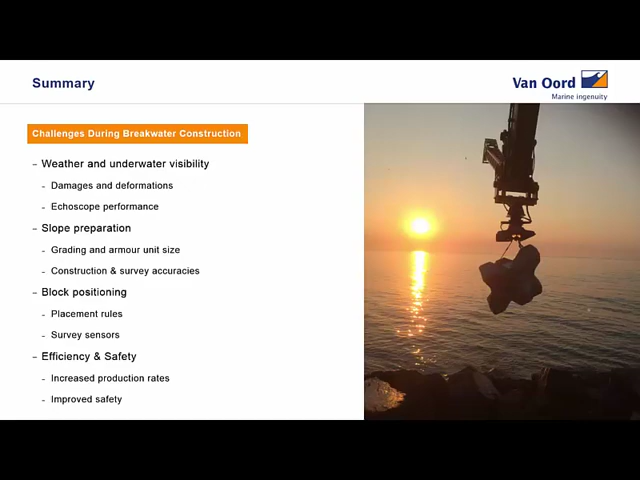 Summary
Van Oord
Marine ingenuity
Challenges During Breakwater Construction
– Weather and underwater visibility
- Damages and deformations
- Echoscope performance
– Slope preparation
- Grading and armour unit size
- Construction & survey accuracies
– Block positioning
- Placement rules
- Survey sensors
– Efficiency & Safety
- Increased production rates
- Improved safety